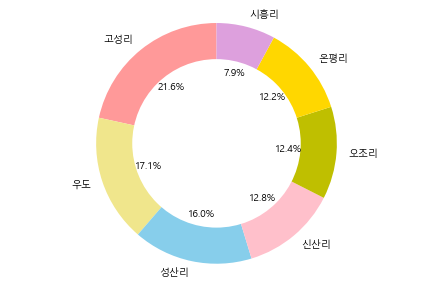 시흥리
7.9%
온평리
12.2%
오조리
12.4%
신산리
12.8%
성산리
16.0%
우도
17.1%
고성리
21.6%